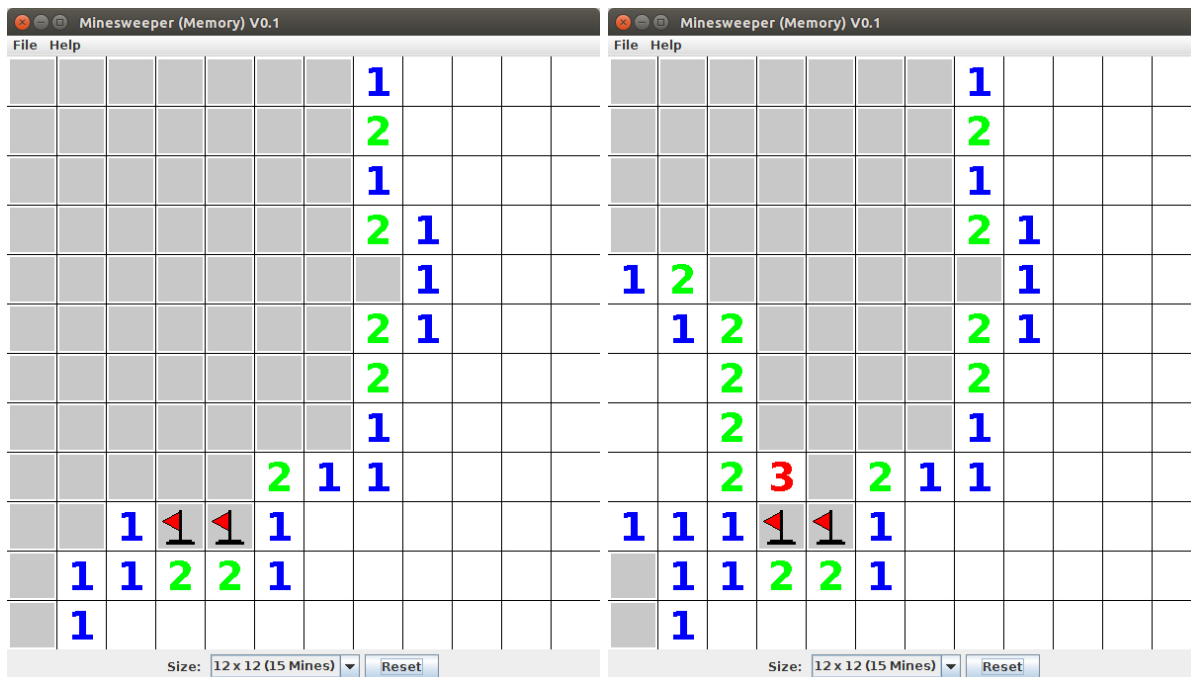 Minesweeper (Memory) V0.1
File Help
1
2
1
2 1
1
2 1
2
1
2 1 1
1 1
1 1 2 2 1
1
Size: 12 x 12 (15 Mines) Reset
Minesweeper (Memory) V0.1
File Help
1
2
1
2 1
1 2 1
1 2 2 1
2 2
2 1
2 3 2 1 1
1 1 1 1
1 1 2 2 1
1
Size: 12 x 12 (15 Mines) Reset